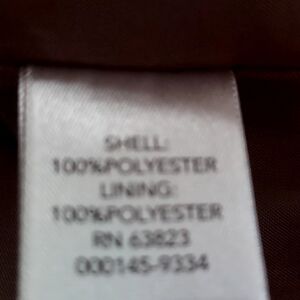 SHELL:
100%POLYESTER
LINING:
100%POLYESTER
RN 63823
000145-9334